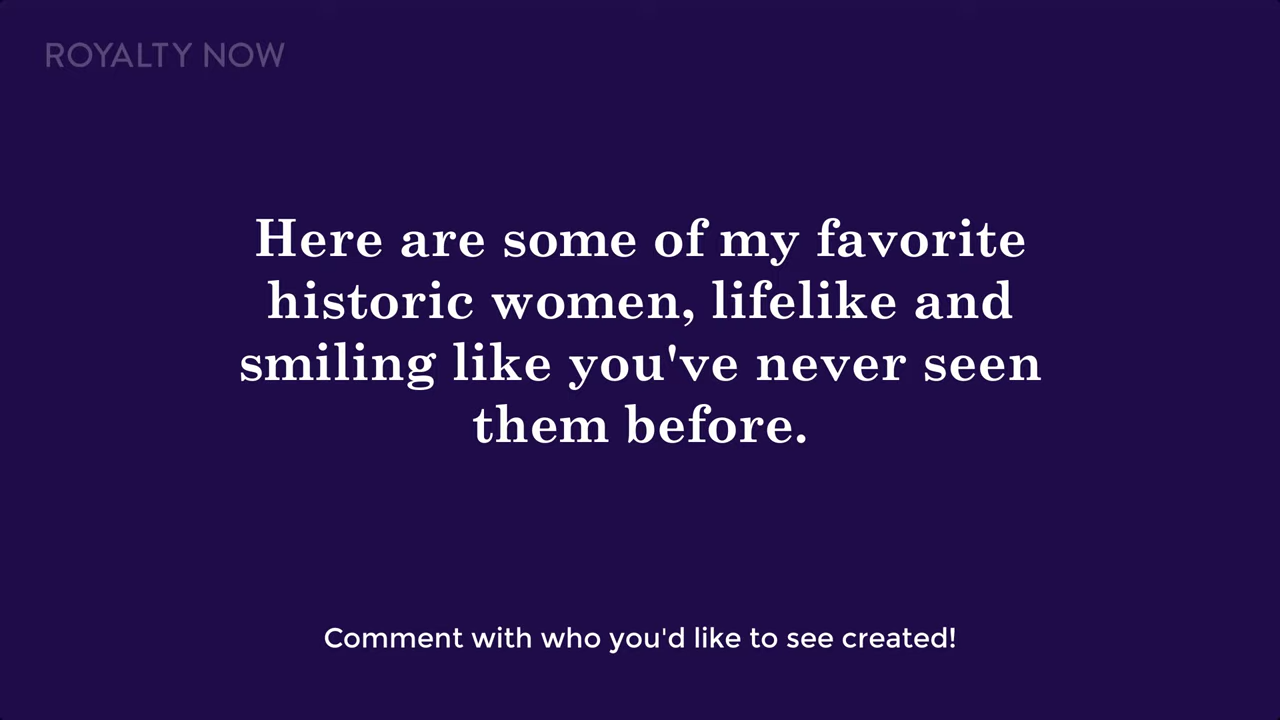 ROYALTY NOW
Here are some of my favorite
historic women, lifelike and
smiling like you've never seen
them before.
Comment with who you'd like to see created!